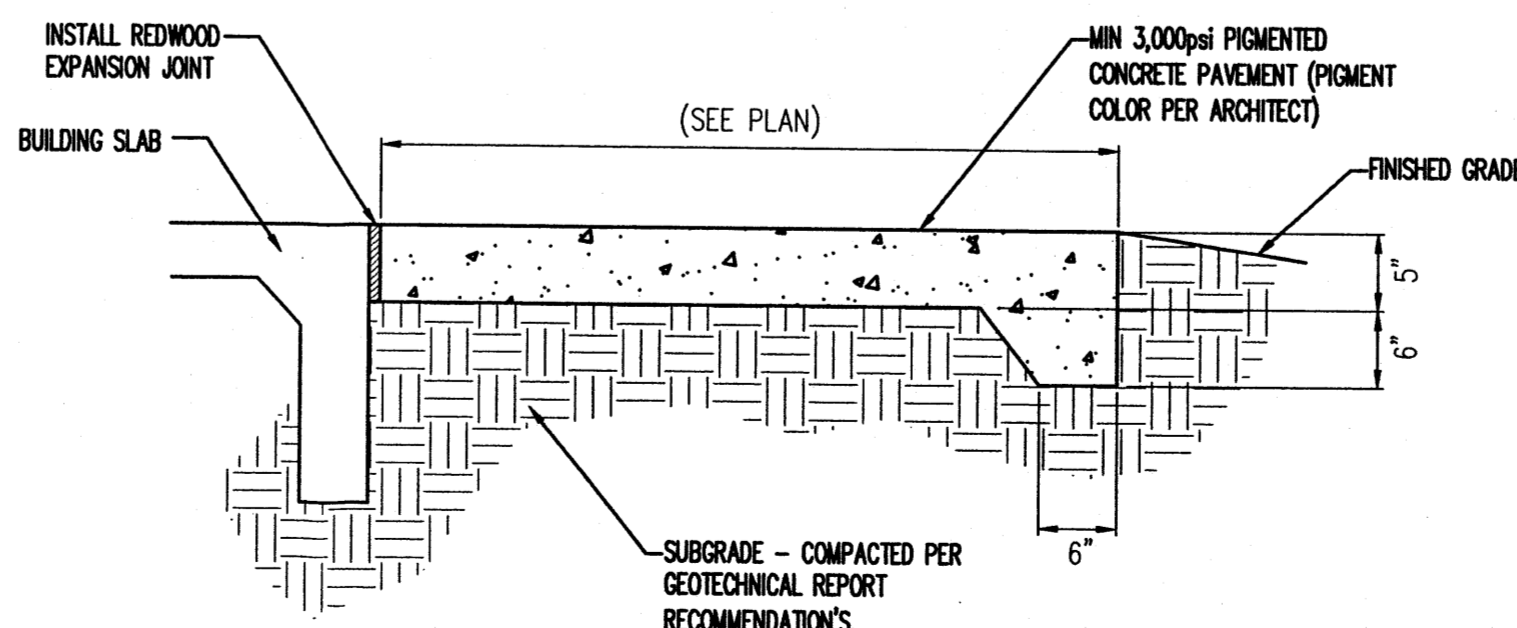 INSTALL REDWOOD
EXPANSION JOINT
MIN 3,000psi PIGMENTED
CONCRETE PAVEMENT (PIGMENT
COLOR PER ARCHITECT)
(SEE PLAN)
BUILDING SLAB
FINISHED GRADE
5"
6"
6"
SUBGRADE - COMPACTED PER
GEOTECHNICAL REPORT
RECOMMENDATION'S